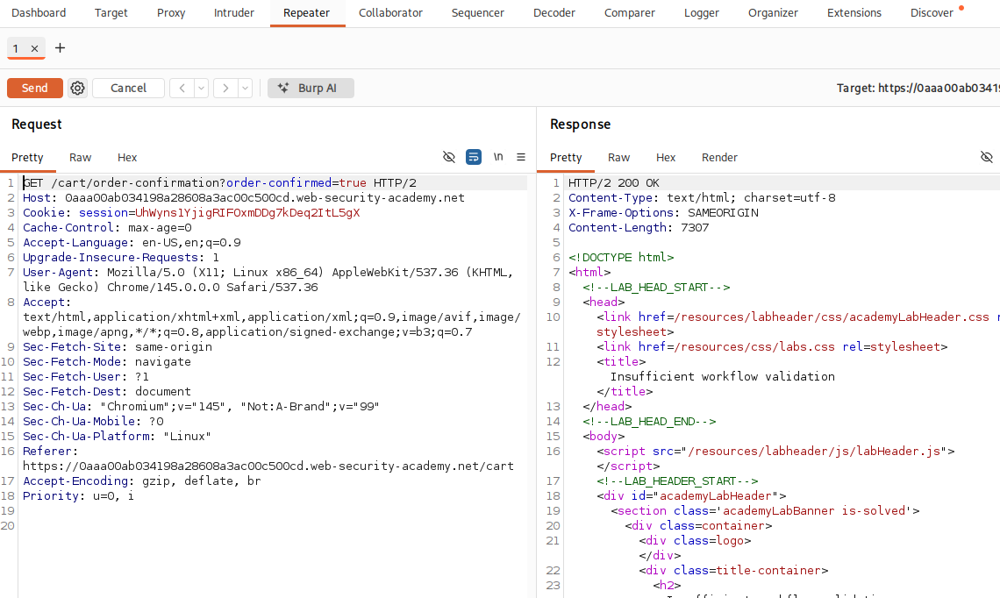 Dashboard Target Proxy Intruder Repeater Collaborator Sequencer Decoder Comparer Logger Organizer Extensions Discover
1 × +
Send Cancel < > Burp AI Target: https://0aaa00ab03419
Request
Pretty Raw Hex \n
1 GET /cart/order-confirmation?order-confirmed=true HTTP/2
2 Host: 0aaa00ab034198a28608a3ac00c500cd.web-security-academy.net
3 Cookie: session=UhWyns1YjigRIFOxmDDg7kDeq2ItL5gX
4 Cache-Control: max-age=0
5 Accept-Language: en-US,en;q=0.9
6 Upgrade-Insecure-Requests: 1
7 User-Agent: Mozilla/5.0 (X11; Linux x86_64) AppleWebKit/537.36 (KHTML,
like Gecko) Chrome/145.0.0.0 Safari/537.36
8 Accept:
text/html,application/xhtml+xml,application/xml;q=0.9,image/avif,image/
webp,image/apng,*/*;q=0.8,application/signed-exchange;v=b3;q=0.7
9 Sec-Fetch-Site: same-origin
10 Sec-Fetch-Mode: navigate
11 Sec-Fetch-User: ?1
12 Sec-Fetch-Dest: document
13 Sec-Ch-Ua: "Chromium";v="145", "Not:A-Brand";v="99"
14 Sec-Ch-Ua-Mobile: ?0
15 Sec-Ch-Ua-Platform: "Linux"
16 Referer:
https://0aaa00ab034198a28608a3ac00c500cd.web-security-academy.net/cart
17 Accept-Encoding: gzip, deflate, br
18 Priority: u=0, i
19
20
Response
Pretty Raw Hex Render
1 HTTP/2 200 OK
2 Content-Type: text/html; charset=utf-8
3 X-Frame-Options: SAMEORIGIN
4 Content-Length: 7307
5
6 <!DOCTYPE html>
7 <html>
8 <!--LAB_HEAD_START-->
9 <head>
10 <link href=/resources/labheader/css/academyLabHeader.css
stylesheet>
11 <link href=/resources/css/labs.css rel=stylesheet>
12 <title>
Insufficient workflow validation
</title>
13 </head>
14 <!--LAB_HEAD_END-->
15 <body>
16 <script src="/resources/labheader/js/labHeader.js">
</script>
17 <!--LAB_HEADER_START-->
18 <div id="academyLabHeader">
19 <section class='academyLabBanner is-solved'>
20 <div class=container>
21 <div class=logo>
</div>
22 <div class=title-container>
23 <h2>